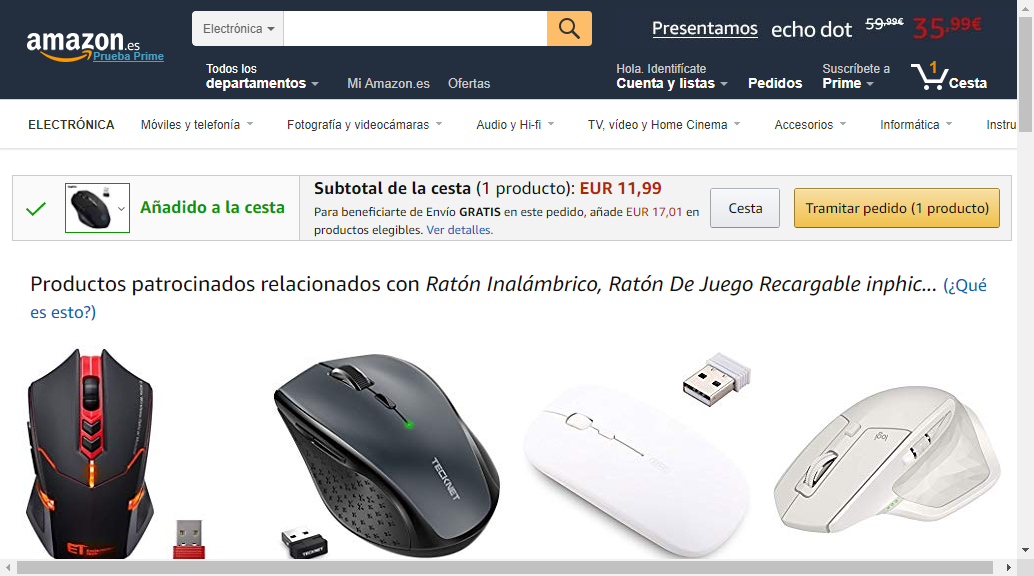 amazon.es
Prueba Prime
Electrónica
Presentamos echo dot 59,99€ 35,99€
Todos los
departamentos
Mi Amazon.es
Ofertas
Hola. Identifícate
Cuenta y listas
Pedidos
Suscríbete a
Prime
1
Cesta
ELECTRÓNICA
Móviles y telefonía
Fotografía y videocámaras
Audio y Hi-fi
TV, vídeo y Home Cinema
Accesorios
Informática
Instru
Añadido a la cesta
Subtotal de la cesta (1 producto): EUR 11,99
Para beneficiarte de Envío GRATIS en este pedido, añade EUR 17,01 en
productos elegibles. Ver detalles.
Cesta
Tramitar pedido (1 producto)
Productos patrocinados relacionados con Ratón Inalámbrico, Ratón De Juego Recargable inphic... (¿Qué
es esto?)
ET
TECKNET
TECKNET
logi